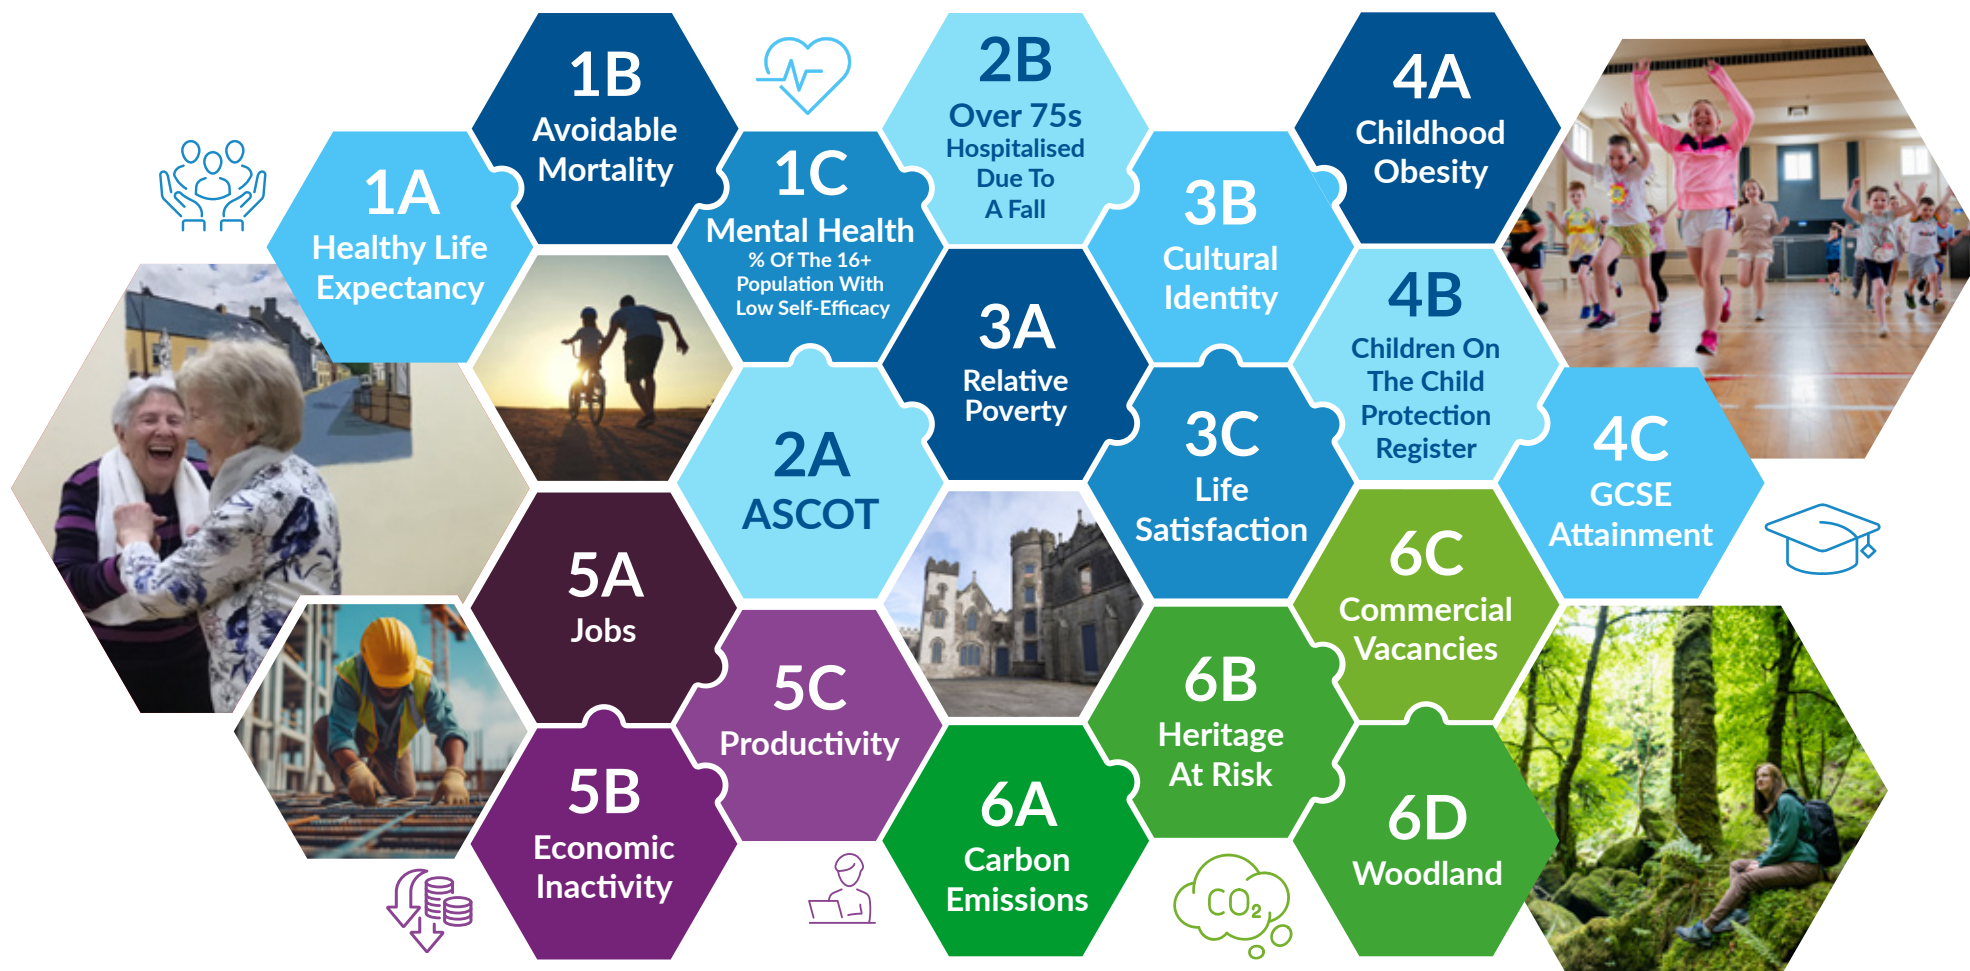 1A
Healthy Life
Expectancy
1B
Avoidable
Mortality
1C
Mental Health
% Of The 16+
Population With
Low Self-Efficacy
2A
ASCOT
2B
Over 75s
Hospitalised
Due To
A Fall
3A
Relative
Poverty
3B
Cultural
Identity
3C
Life
Satisfaction
4A
Childhood
Obesity
4B
Children On
The Child
Protection
Register
4C
GCSE
Attainment
5A
Jobs
5B
Economic
Inactivity
5C
Productivity
6A
Carbon
Emissions
6B
Heritage
At Risk
6C
Commercial
Vacancies
6D
Woodland
CO₂